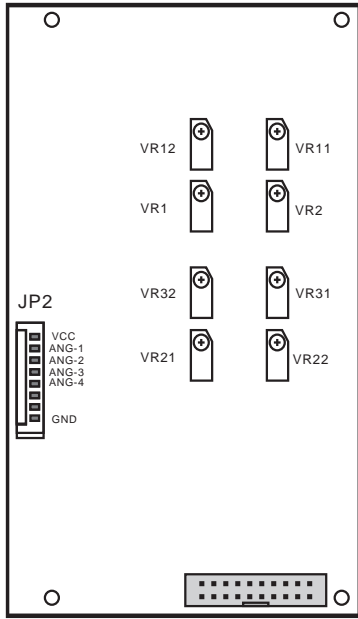 VR12 VR11
VR1 VR2
VR32 VR31
JP2
VCC
ANG-1
ANG-2
VR21 VR22
ANG-3
ANG-4
GND